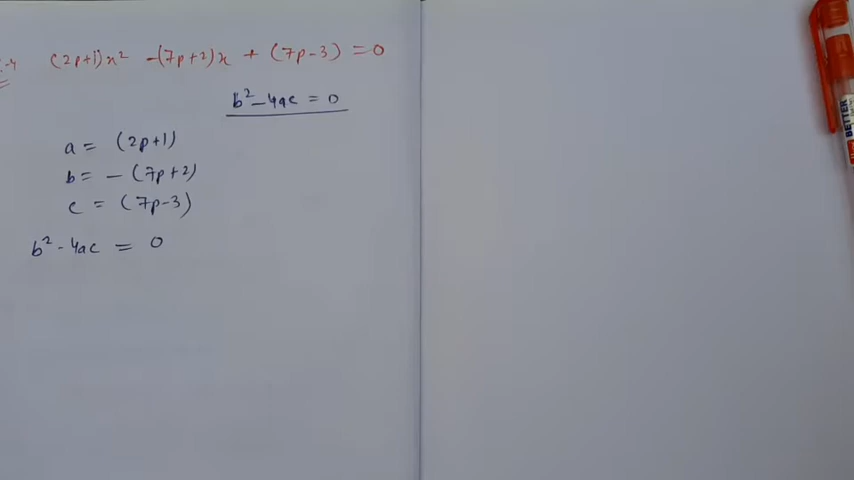 (2p+1)x² -(7p+2)x + (7p-3) = 0
b²-4ac = 0
a = (2p+1)
b = - (7p+2)
c = (7p-3)
b² - 4ac = 0
BETTER